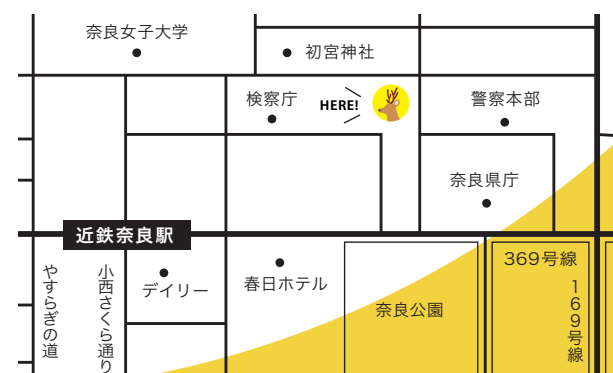 奈良女子大学
初宮神社
検察庁
HERE!
警察本部
奈良県庁
近鉄奈良駅
369号線
169号線
やすらぎの道
小西さくら通り
デイリー
春日ホテル
奈良公園